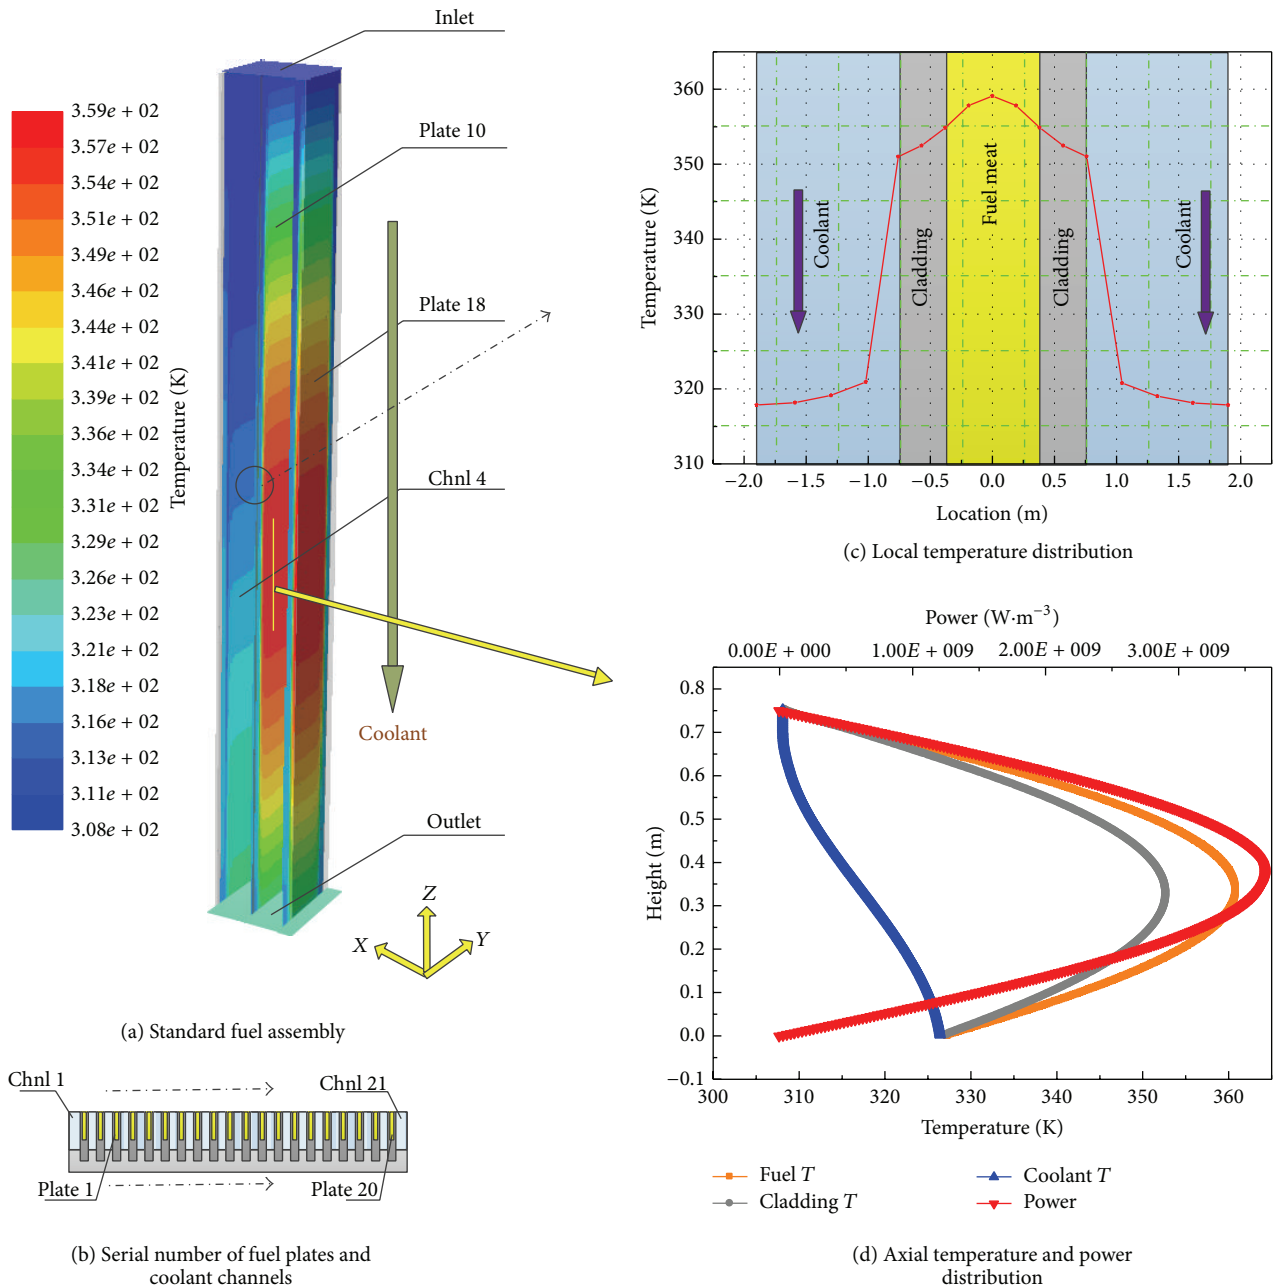 Inlet
Plate 10
Plate 18
Chnl 4
Outlet
Coolant
3.59e + 02
3.57e + 02
3.54e + 02
3.51e + 02
3.49e + 02
3.46e + 02
3.44e + 02
3.41e + 02
3.39e + 02
3.36e + 02
3.34e + 02
3.31e + 02
3.29e + 02
3.26e + 02
3.23e + 02
3.21e + 02
3.18e + 02
3.16e + 02
3.13e + 02
3.11e + 02
3.08e + 02
Temperature (K)
X
Z
Y
(a) Standard fuel assembly
Chnl 1
Chnl 21
Plate 1
Plate 20
(b) Serial number of fuel plates and
coolant channels
Temperature (K)
360
350
340
330
320
310
Coolant
Cladding
Fuel meat
Cladding
Coolant
−2.0 −1.5 −1.0 −0.5 0.0 0.5 1.0 1.5 2.0
Location (m)
(c) Local temperature distribution
Power (W·m−3)
0.00E + 000 1.00E + 009 2.00E + 009 3.00E + 009
Height (m)
0.8
0.7
0.6
0.5
0.4
0.3
0.2
0.1
0.0
−0.1
300 310 320 330 340 350 360
Temperature (K)
Fuel T
Coolant T
Cladding T
Power
(d) Axial temperature and power
distribution